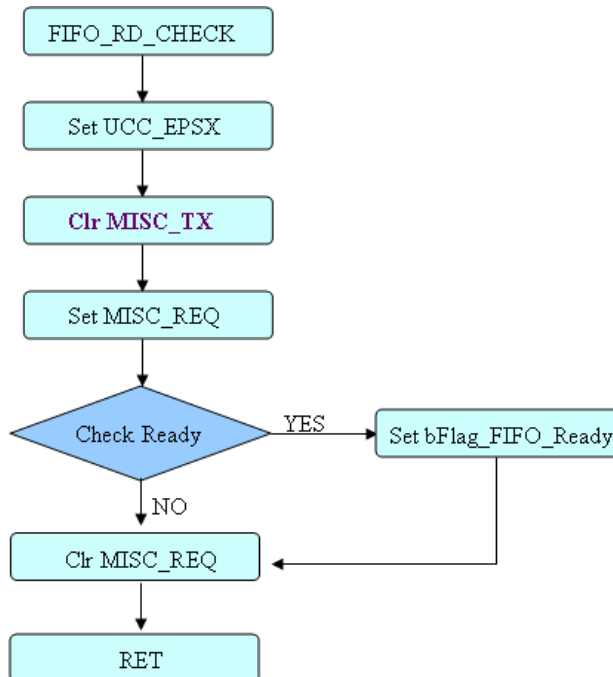 FIFO_RD_CHECK
Set UCC_EPSX
Clr MISC_TX
Set MISC_REQ
Check Ready
YES
Set bFlag_FIFO_Ready
NO
Clr MISC_REQ
RET